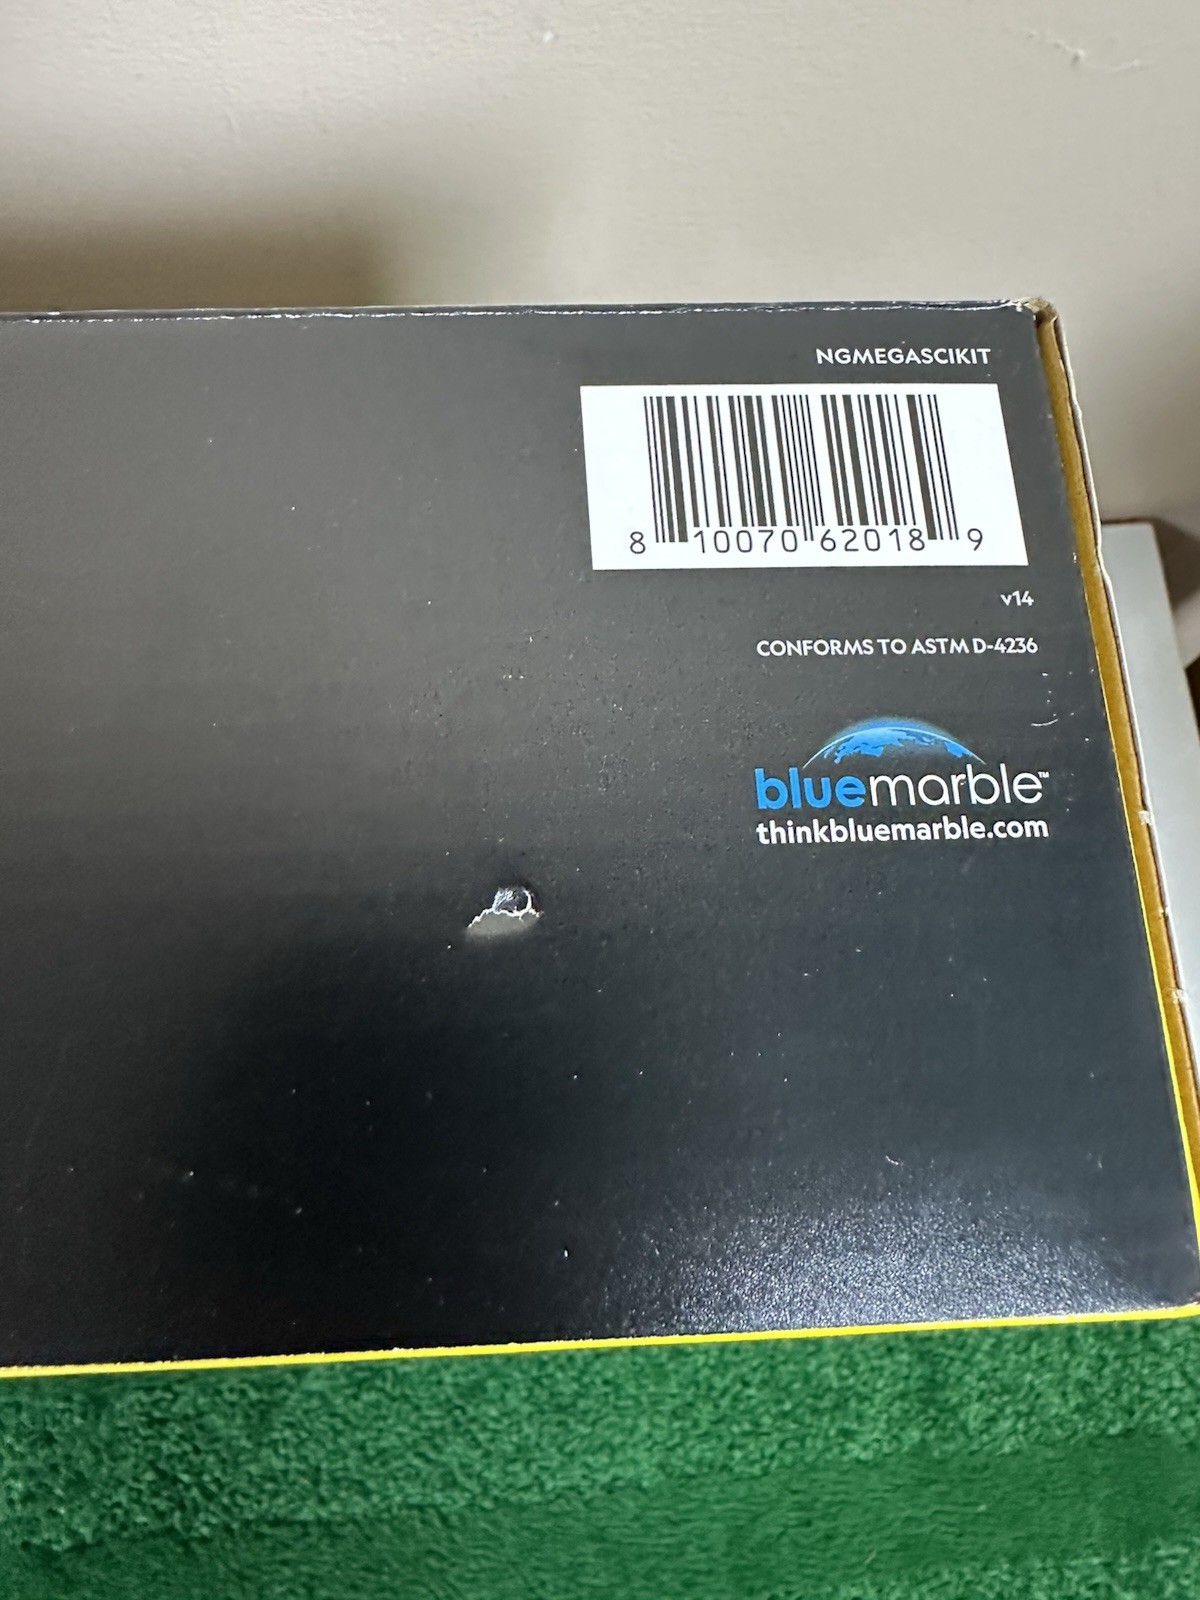 NGMEGASCIKIT
8 10070 62018 9
v14
CONFORMS TO ASTM D-4236
bluemarble™
thinkbluemarble.com